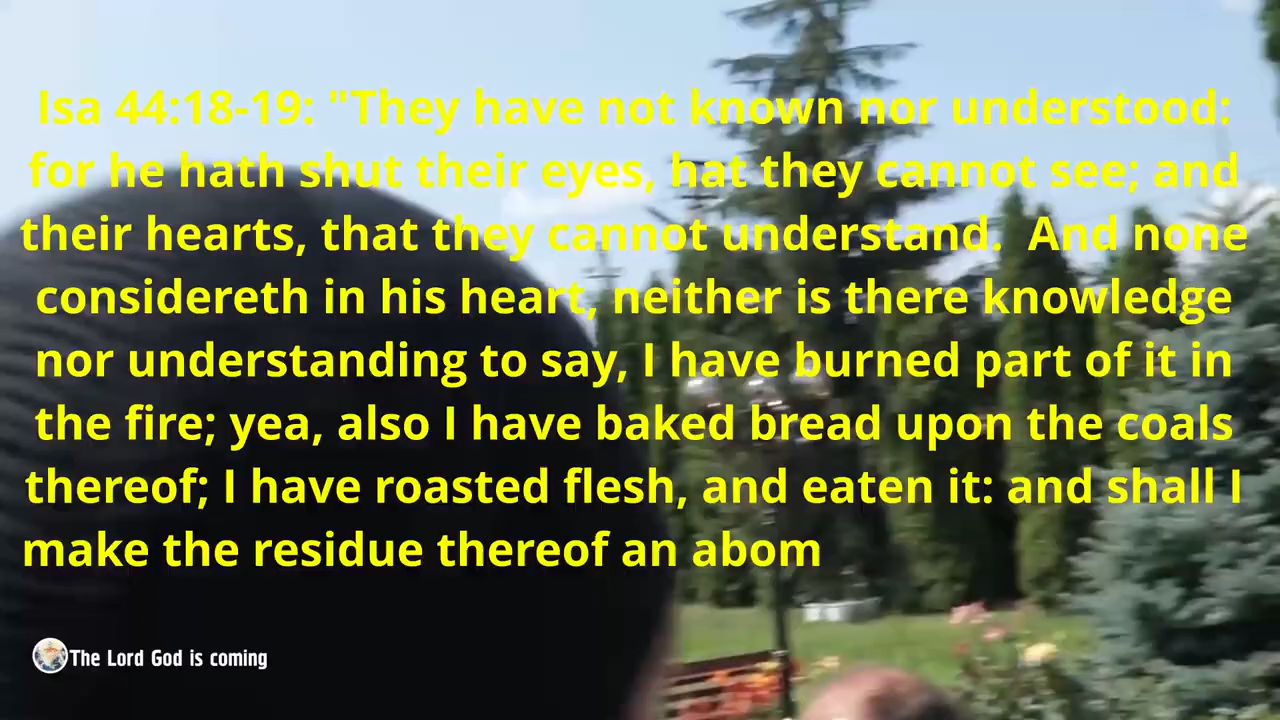 Isa 44:18-19: "They have not known nor understood:
for he hath shut their eyes, hat they cannot see; and
their hearts, that they cannot understand.  And none
considereth in his heart, neither is there knowledge
nor understanding to say, I have burned part of it in
the fire; yea, also I have baked bread upon the coals
thereof; I have roasted flesh, and eaten it: and shall I
make the residue thereof an abom
The Lord God is coming